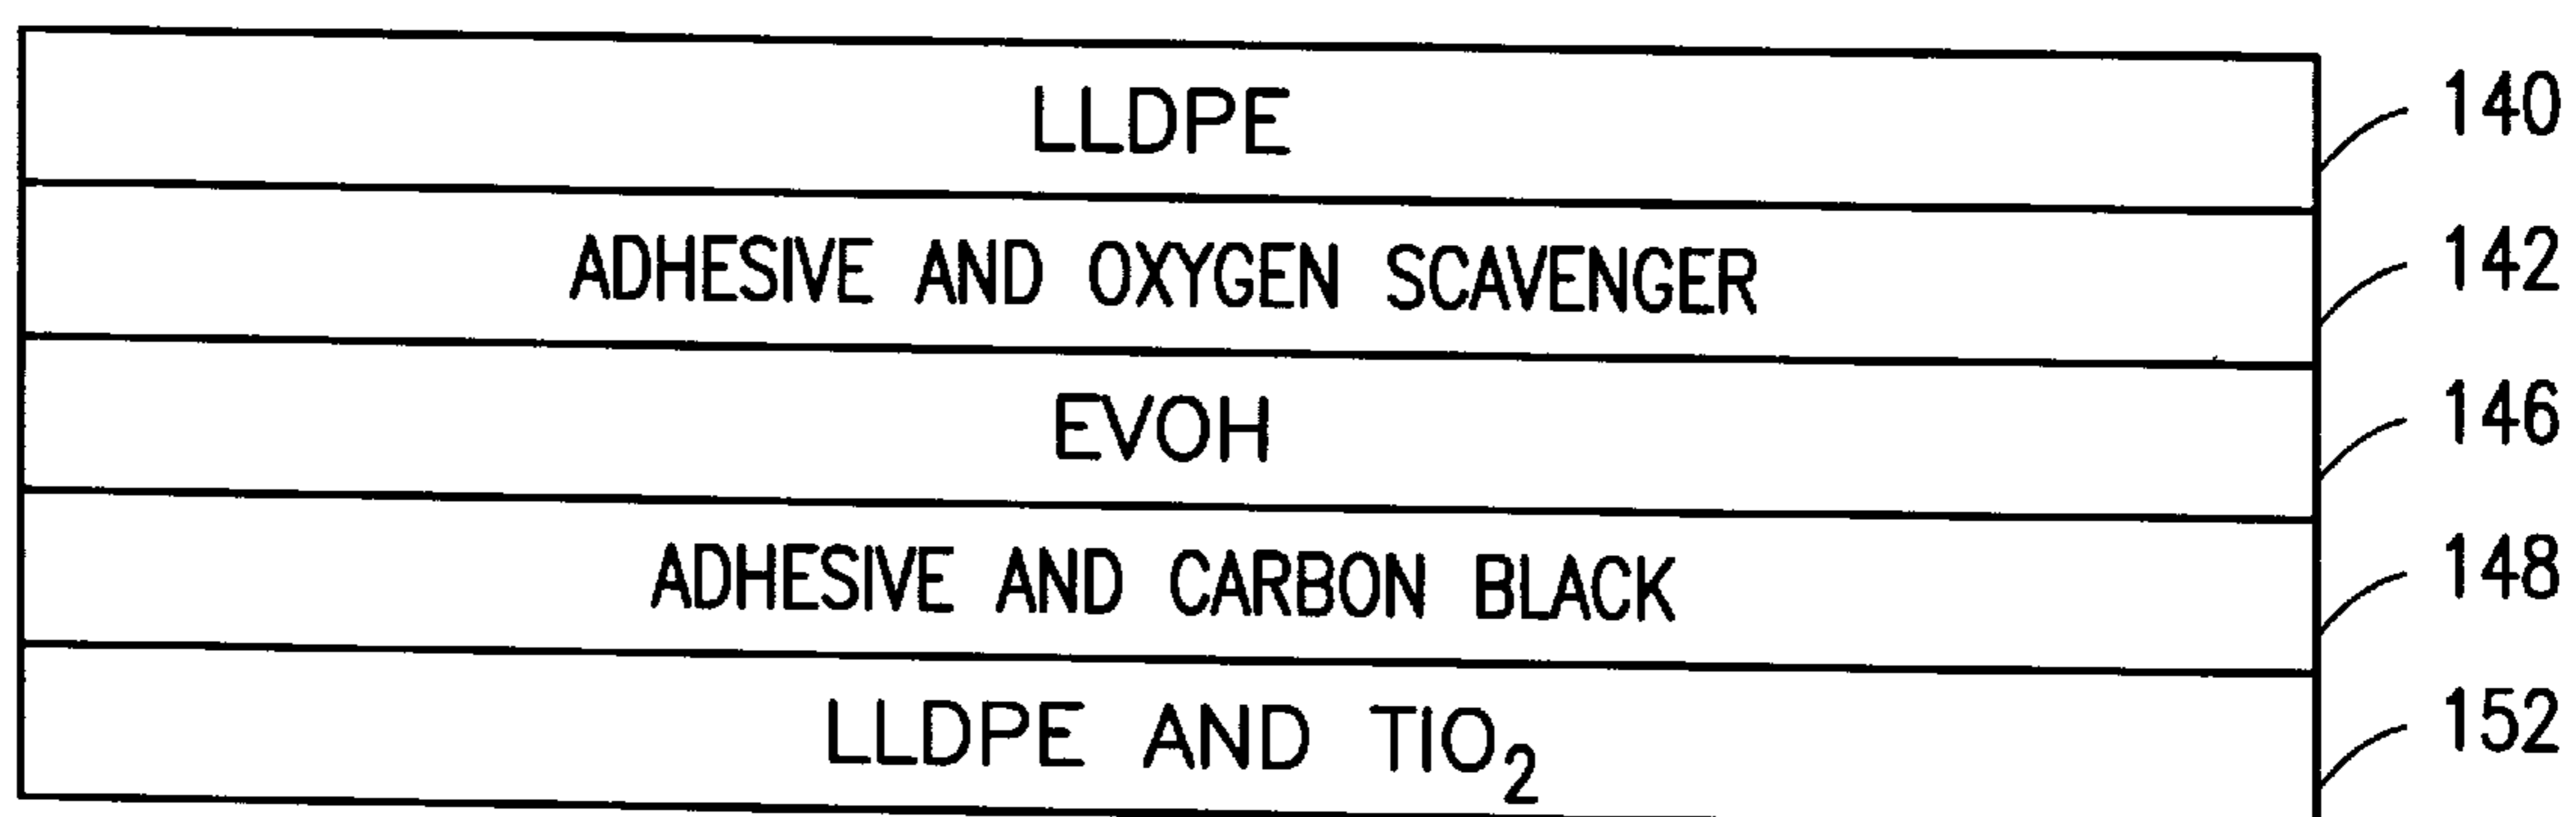 LLDPE 140
ADHESIVE AND OXYGEN SCAVENGER 142
EVOH 146
ADHESIVE AND CARBON BLACK 148
LLDPE AND TIO₂ 152